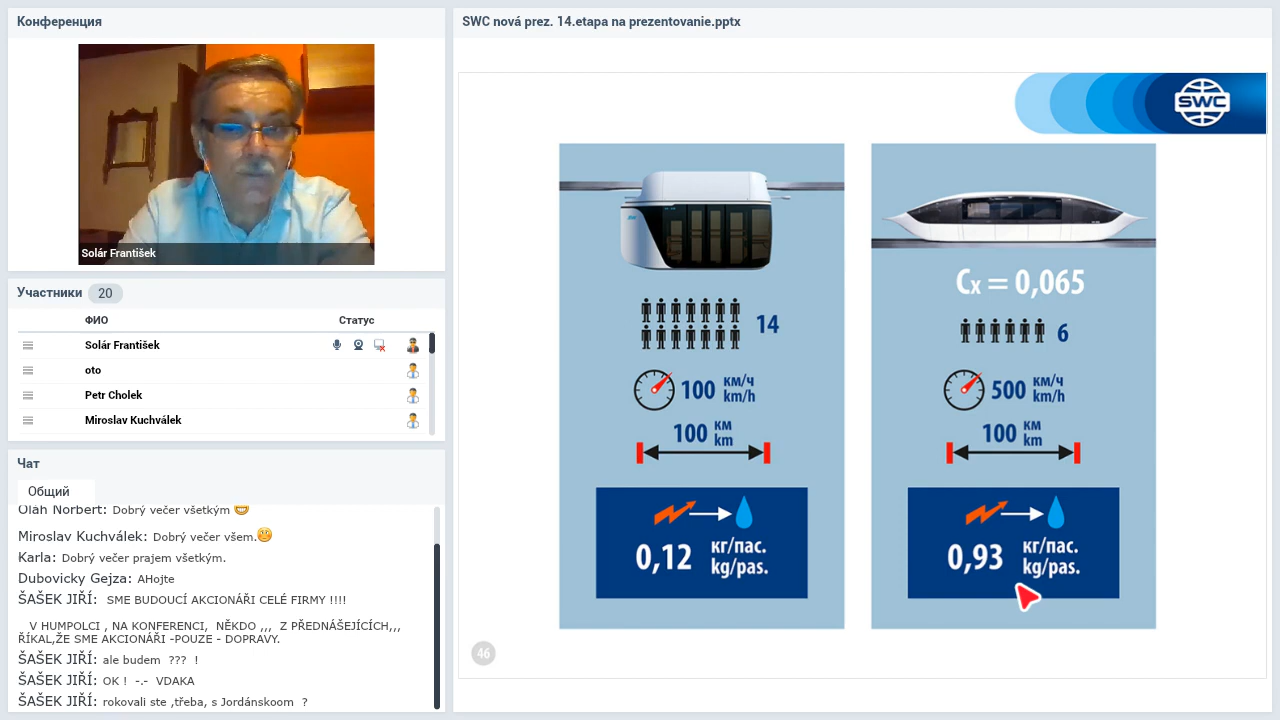 Конференция
Solár František
Участники 20
ФИО Статус
Solár František
oto
Petr Cholek
Miroslav Kuchválek
Чат
Общий
Oláh Norbert: Dobrý večer všetkým
Miroslav Kuchválek: Dobrý večer všem.
Karla: Dobrý večer prajem všetkým.
Dubovicky Gejza: AHojte
ŠAŠEK JIŘÍ: SME BUDOUCÍ AKCIONÁŘI CELÉ FIRMY !!!!
V HUMPOLCI , NA KONFERENCI, NĚKDO ,,, Z PŘEDNÁŠEJÍCÍCH,,,
ŘÍKAL,ŽE SME AKCIONÁŘI -POUZE - DOPRAVY.
ŠAŠEK JIŘÍ: ale budem ??? !
ŠAŠEK JIŘÍ: OK ! -.- VDAKA
ŠAŠEK JIŘÍ: rokovali ste ,třeba, s Jordánskoom ?
SWC nová prez. 14.etapa na prezentovanie.pptx
SWC
14
100 км/ч km/h
100 км km
0,12 кг/пас. kg/pas.
Cx = 0,065
6
500 км/ч km/h
100 км km
0,93 кг/пас. kg/pas.
46